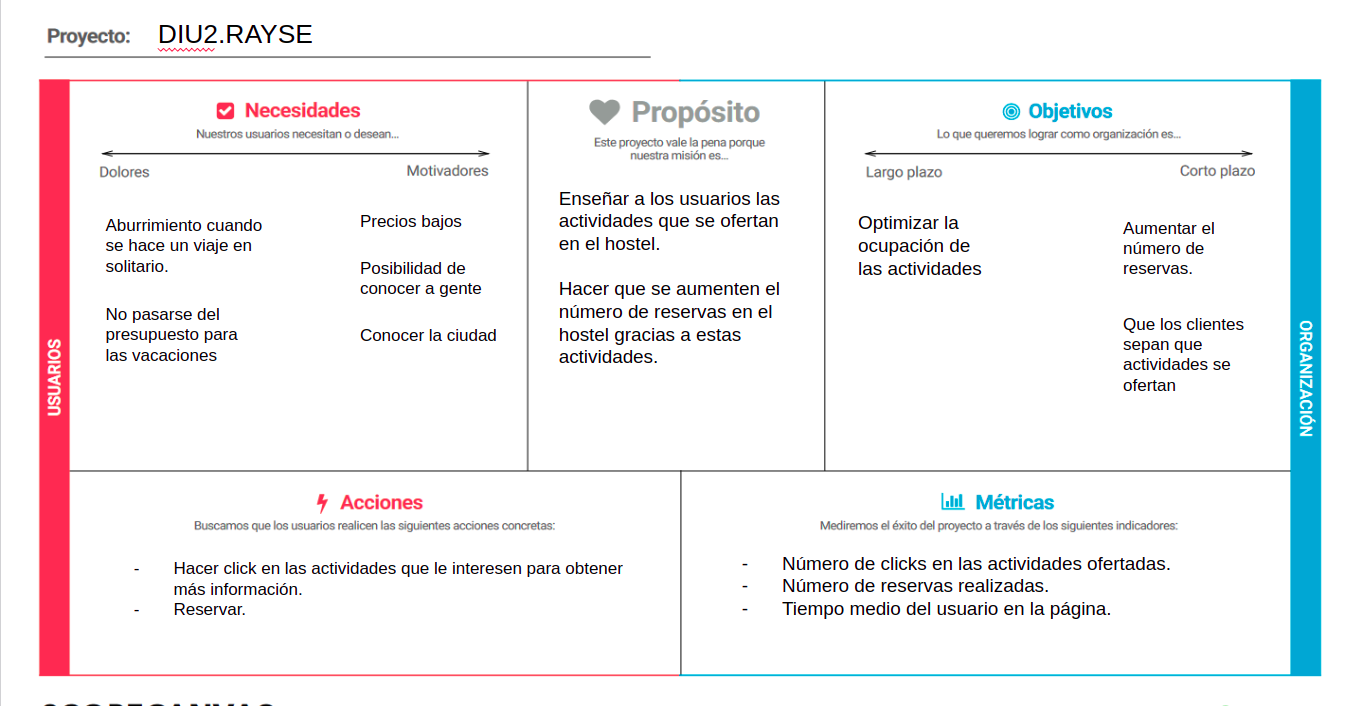 Proyecto: DIU2.RAYSE
Necesidades
Nuestros usuarios necesitan o desean...
Dolores Motivadores
Aburrimiento cuando
se hace un viaje en
solitario.
No pasarse del
presupuesto para
las vacaciones
Precios bajos
Posibilidad de
conocer a gente
Conocer la ciudad
Propósito
Este proyecto vale la pena porque
nuestra misión es...
Enseñar a los usuarios las
actividades que se ofertan
en el hostel.
Hacer que se aumenten el
número de reservas en el
hostel gracias a estas
actividades.
Objetivos
Lo que queremos lograr como organización es...
Largo plazo Corto plazo
Optimizar la
ocupación de
las actividades
Aumentar el
número de
reservas.
Que los clientes
sepan que
actividades se
ofertan
USUARIOS
ORGANIZACIÓN
Acciones
Buscamos que los usuarios realicen las siguientes acciones concretas:
- Hacer click en las actividades que le interesen para obtener
más información.
- Reservar.
Métricas
Mediremos el éxito del proyecto a través de los siguientes indicadores:
- Número de clicks en las actividades ofertadas.
- Número de reservas realizadas.
- Tiempo medio del usuario en la página.